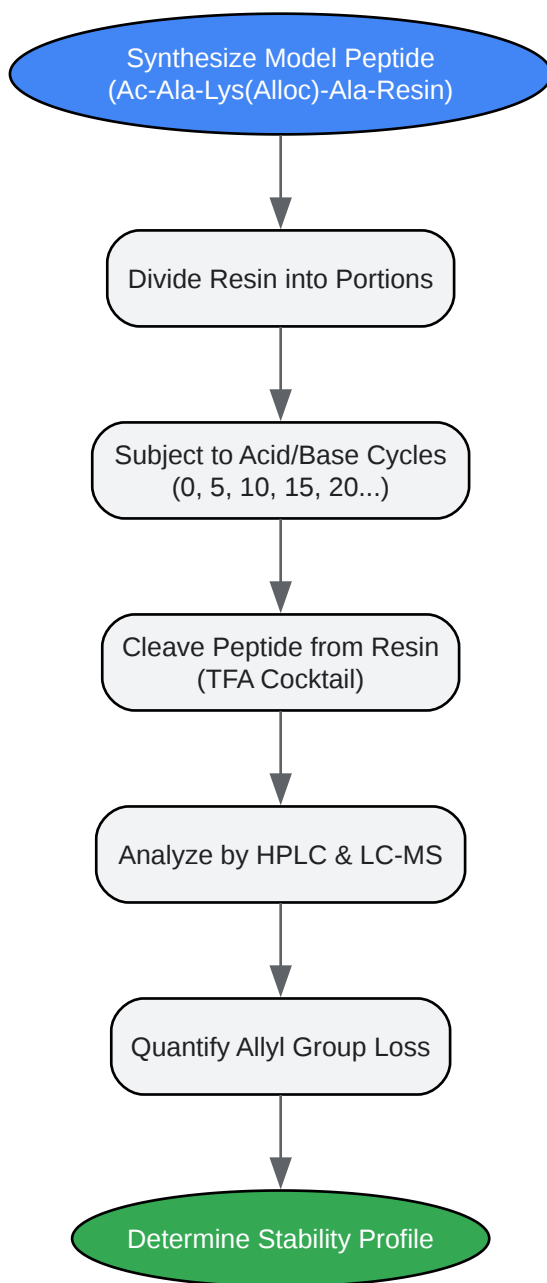 Synthesize Model Peptide
(Ac-Ala-Lys(Alloc)-Ala-Resin)
Divide Resin into Portions
Subject to Acid/Base Cycles
(0, 5, 10, 15, 20...)
Cleave Peptide from Resin
(TFA Cocktail)
Analyze by HPLC & LC-MS
Quantify Allyl Group Loss
Determine Stability Profile